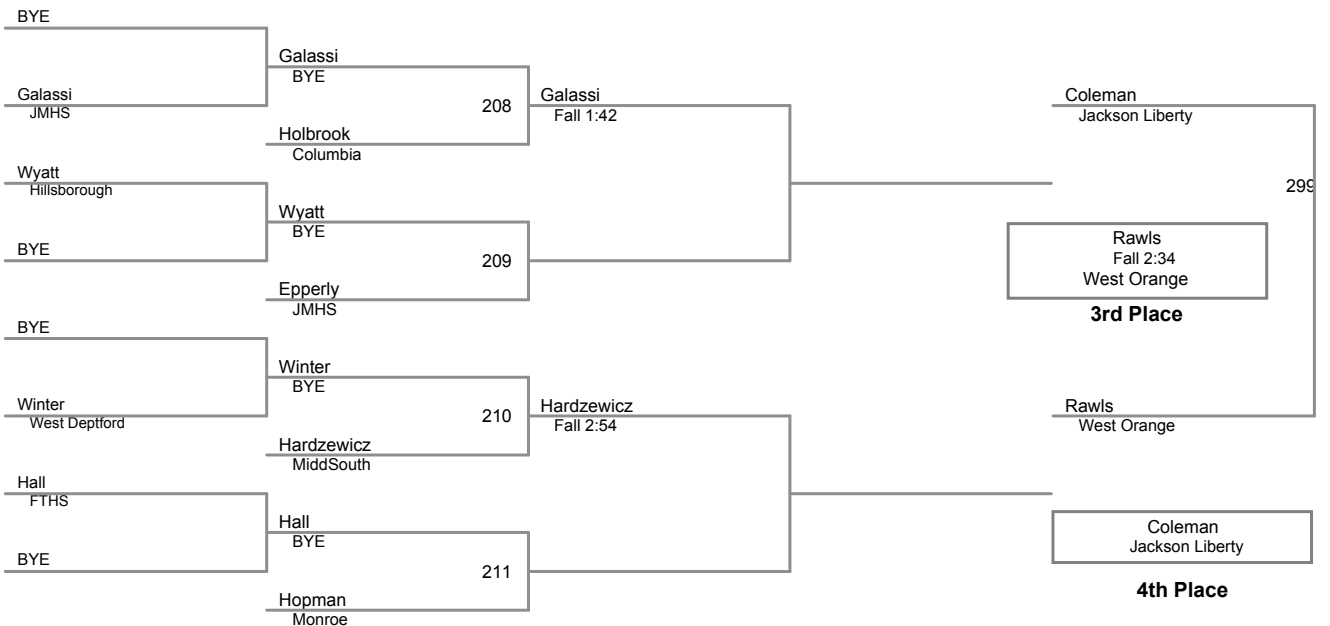 BYE
Galassi
JMHS
Wyatt
Hillsborough
BYE
BYE
Winter
West Deptford
Hall
FTHS
BYE
Galassi
BYE
208
Holbrook
Columbia
Wyatt
BYE
209
Epperly
JMHS
Winter
BYE
210
Hardzewicz
MiddSouth
Hall
BYE
211
Hopman
Monroe
Galassi
Fall 1:42
Hardzewicz
Fall 2:54
Coleman
Jackson Liberty
299
Rawls
Fall 2:34
West Orange
3rd Place
Rawls
West Orange
Coleman
Jackson Liberty
4th Place